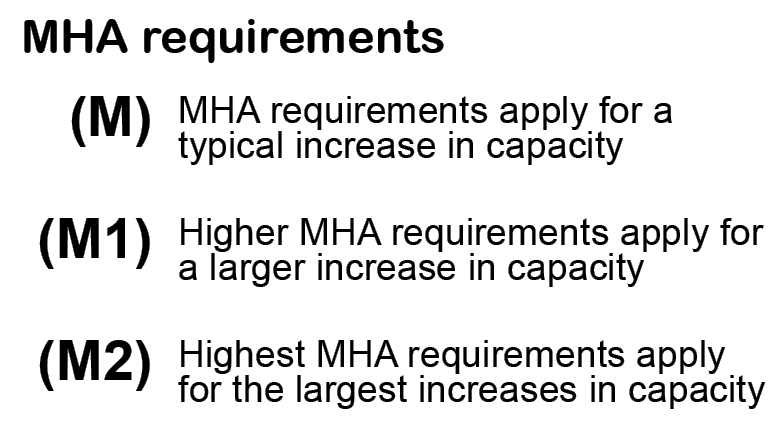 MHA requirements
(M) MHA requirements apply for a
typical increase in capacity
(M1) Higher MHA requirements apply for
a larger increase in capacity
(M2) Highest MHA requirements apply
for the largest increases in capacity